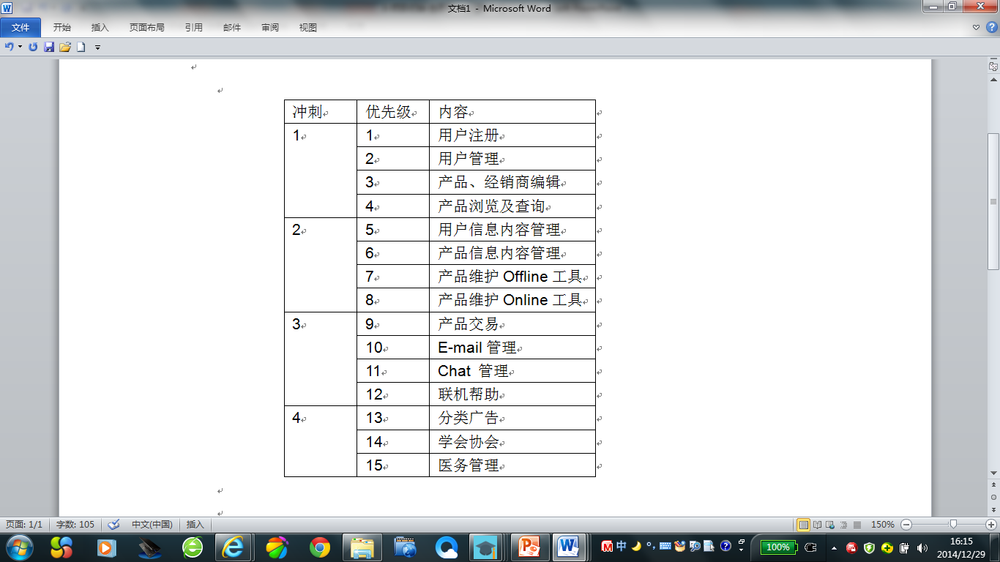 文档1 - Microsoft Word
文件 开始 插入 页面布局 引用 邮件 审阅 视图
冲刺 优先级 内容
1 1 用户注册
2 用户管理
3 产品、经销商编辑
4 产品浏览及查询
2 5 用户信息内容管理
6 产品信息内容管理
7 产品维护 Offline 工具
8 产品维护 Online 工具
3 9 产品交易
10 E-mail 管理
11 Chat 管理
12 联机帮助
4 13 分类广告
14 学会协会
15 医务管理
页面: 1/1 字数: 105 中文(中国) 插入 150%
中 100% 16:15
2014/12/29